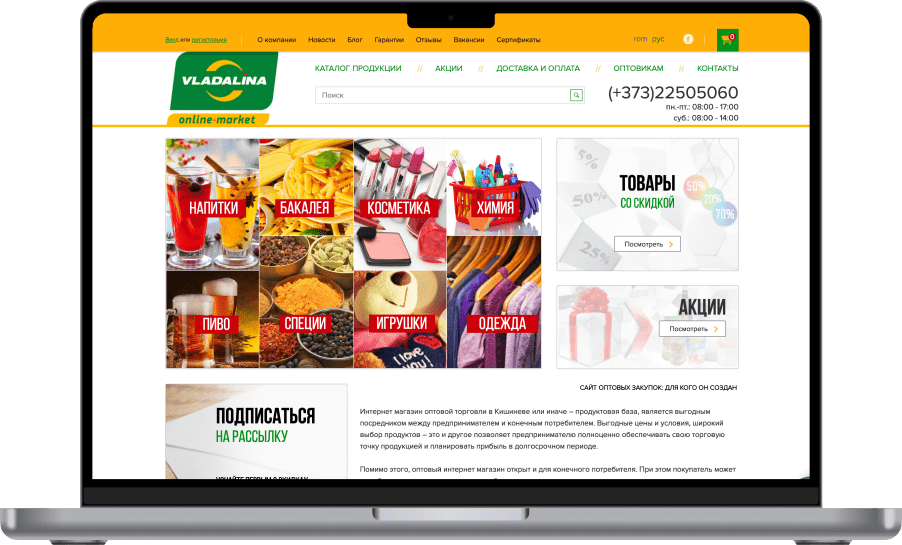 Вход или регистрация
О компании Новости Блог Гарантии Отзывы Вакансии Сертификаты
rom рус
f
0
VLADALINA
online-market
КАТАЛОГ ПРОДУКЦИИ // АКЦИИ // ДОСТАВКА И ОПЛАТА // ОПТОВИКАМ // КОНТАКТЫ
Поиск
(+373)22505060
пн.-пт.: 08:00 - 17:00
суб.: 08:00 - 14:00
НАПИТКИ
БАКАЛЕЯ
КОСМЕТИКА
ХИМИЯ
ПИВО
СПЕЦИИ
ИГРУШКИ
ОДЕЖДА
I love you!
5%
50%
25%
ТОВАРЫ
СО СКИДКОЙ
50%
20%
70%
Посмотреть
АКЦИИ
Посмотреть
САЙТ ОПТОВЫХ ЗАКУПОК: ДЛЯ КОГО ОН СОЗДАН
ПОДПИСАТЬСЯ
НА РАССЫЛКУ
Интернет магазин оптовой торговли в Кишиневе или иначе – продуктовая база, является выгодным
посредником между предпринимателем и конечным потребителем. Выгодные цены и условия, широкий
выбор продуктов – это и другое позволяет предпринимателю полноценно обеспечивать свою торговую
точку продукцией и планировать прибыль в долгосрочном периоде.
Помимо этого, оптовый интернет магазин открыт и для конечного потребителя. При этом покупатель может